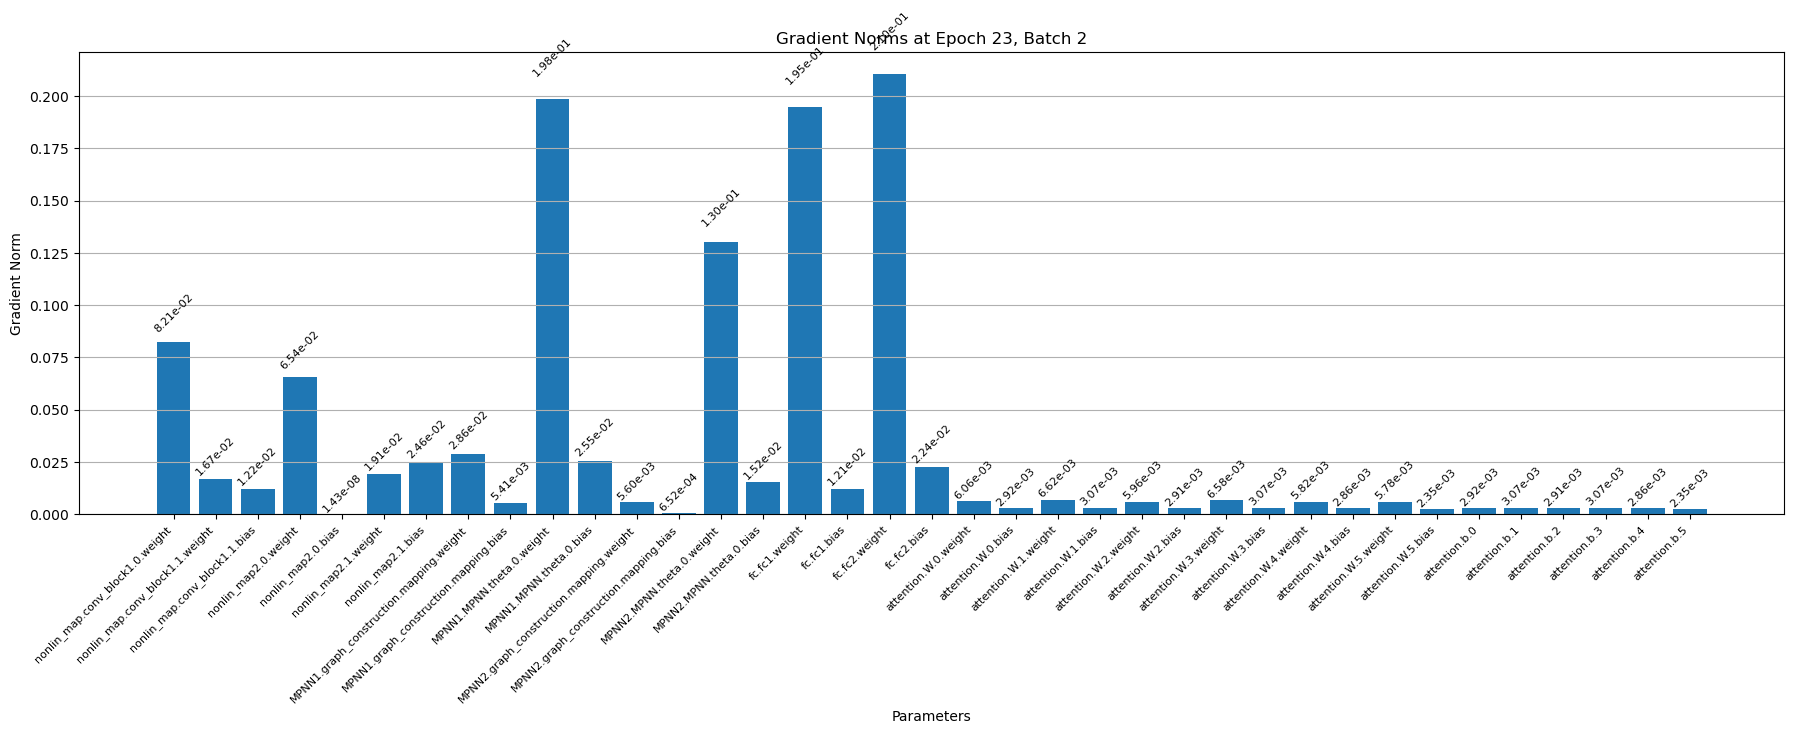 Gradient Norms at Epoch 23, Batch 2
Gradient Norm
0.200
0.175
0.150
0.125
0.100
0.075
0.050
0.025
0.000
8.21e-02
1.67e-02
1.22e-02
6.54e-02
1.43e-08
1.91e-02
2.46e-02
2.86e-02
5.41e-03
1.98e-01
2.55e-02
5.60e-03
6.52e-04
1.30e-01
1.52e-02
1.95e-01
1.21e-02
2.10e-01
2.24e-02
6.06e-03
2.92e-03
6.62e-03
3.07e-03
5.96e-03
2.91e-03
6.58e-03
3.07e-03
5.82e-03
2.86e-03
5.78e-03
2.35e-03
2.92e-03
3.07e-03
2.91e-03
3.07e-03
2.86e-03
2.35e-03
nonlin_map.conv_block1.0.weight
nonlin_map.conv_block1.1.weight
nonlin_map.conv_block1.1.bias
nonlin_map2.0.weight
nonlin_map2.0.bias
nonlin_map2.1.weight
nonlin_map2.1.bias
MPNN1.graph_construction.mapping.weight
MPNN1.graph_construction.mapping.bias
MPNN1.MPNN.theta.0.weight
MPNN1.MPNN.theta.0.bias
MPNN2.graph_construction.mapping.weight
MPNN2.graph_construction.mapping.bias
MPNN2.MPNN.theta.0.weight
MPNN2.MPNN.theta.0.bias
fc.fc1.weight
fc.fc1.bias
fc.fc2.weight
fc.fc2.bias
attention.W.0.weight
attention.W.0.bias
attention.W.1.weight
attention.W.1.bias
attention.W.2.weight
attention.W.2.bias
attention.W.3.weight
attention.W.3.bias
attention.W.4.weight
attention.W.4.bias
attention.W.5.weight
attention.W.5.bias
attention.b.0
attention.b.1
attention.b.2
attention.b.3
attention.b.4
attention.b.5
Parameters